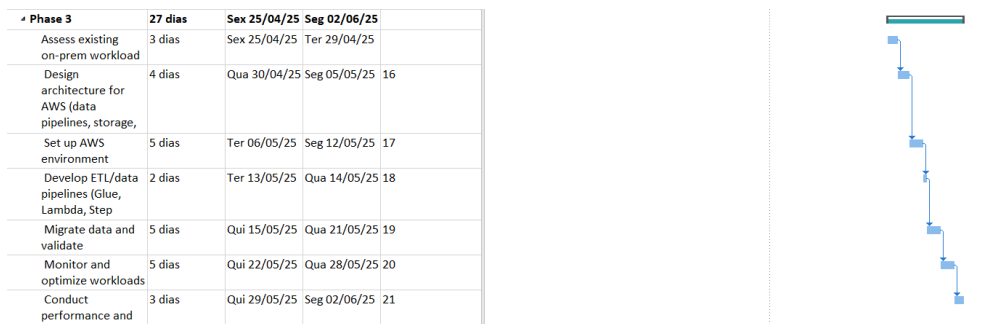 Phase 3 27 dias Sex 25/04/25 Seg 02/06/25
Assess existing 3 dias Sex 25/04/25 Ter 29/04/25
on-prem workload
Design 4 dias Qua 30/04/25 Seg 05/05/25 16
architecture for
AWS (data
pipelines, storage,
Set up AWS 5 dias Ter 06/05/25 Seg 12/05/25 17
environment
Develop ETL/data 2 dias Ter 13/05/25 Qua 14/05/25 18
pipelines (Glue,
Lambda, Step
Migrate data and 5 dias Qui 15/05/25 Qua 21/05/25 19
validate
Monitor and 5 dias Qui 22/05/25 Qua 28/05/25 20
optimize workloads
Conduct 3 dias Qui 29/05/25 Seg 02/06/25 21
performance and